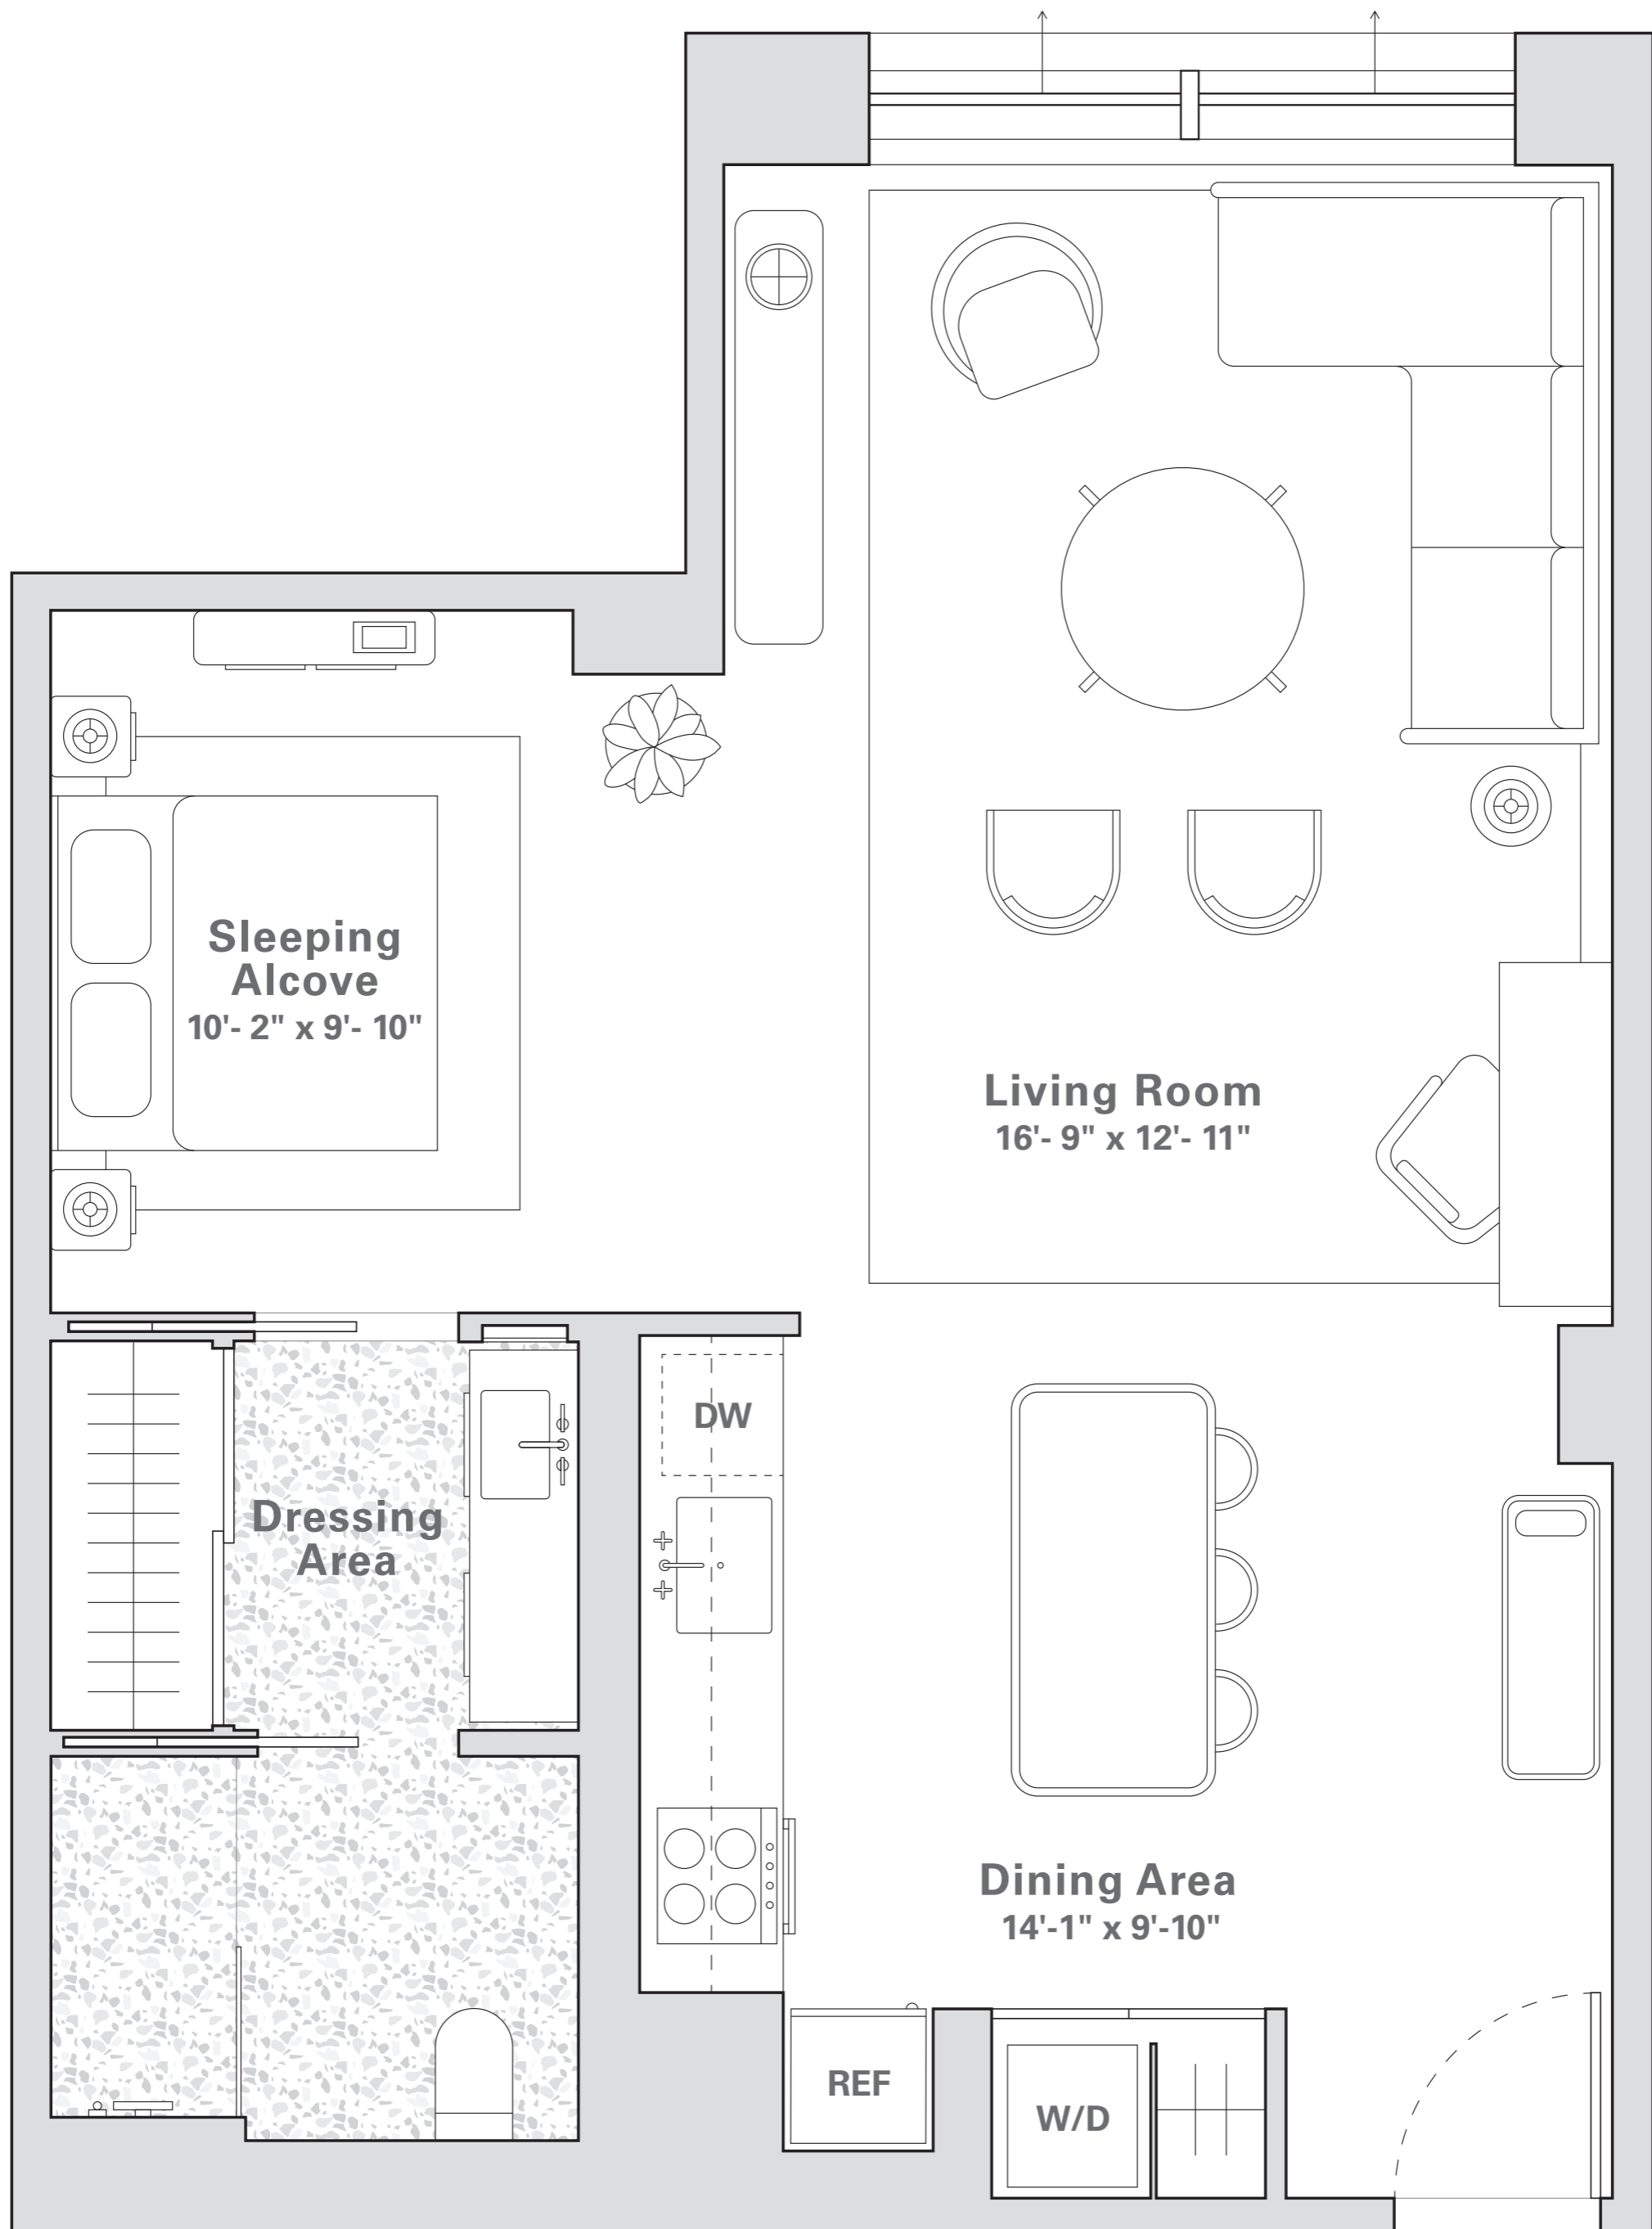 Sleeping
Alcove
10'- 2" x 9'- 10"
Living Room
16'- 9" x 12'- 11"
DW
Dressing
Area
Dining Area
14'-1" x 9'-10"
REF
W/D